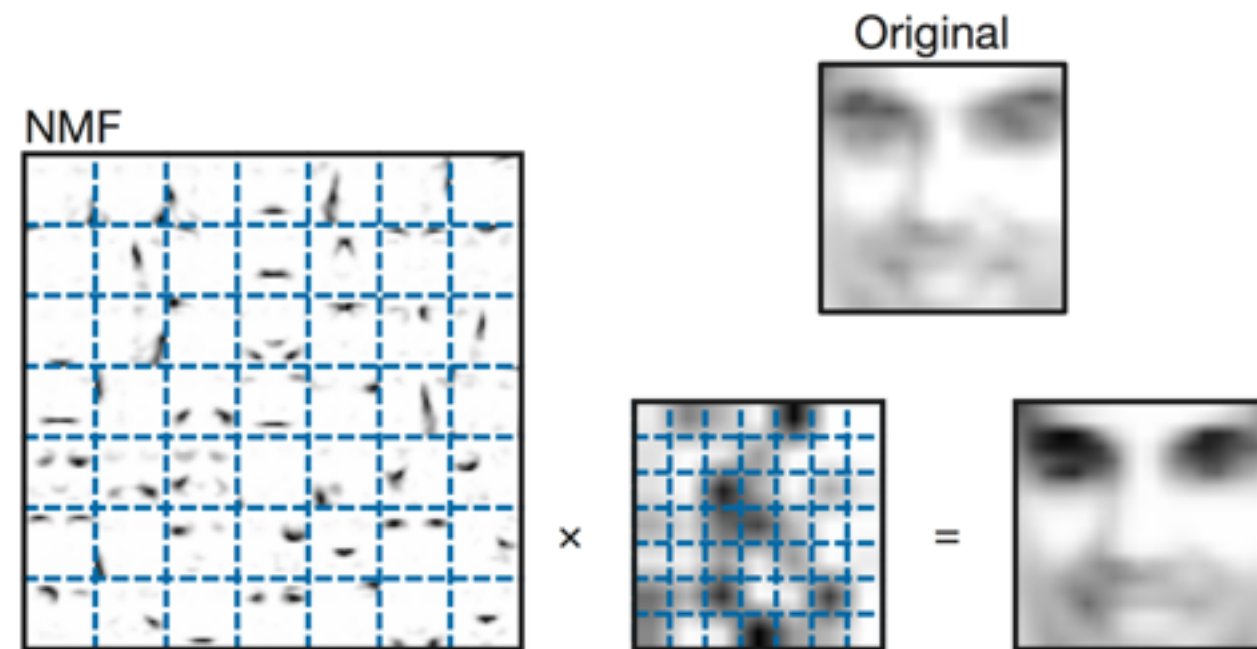 Original
NMF
×
=